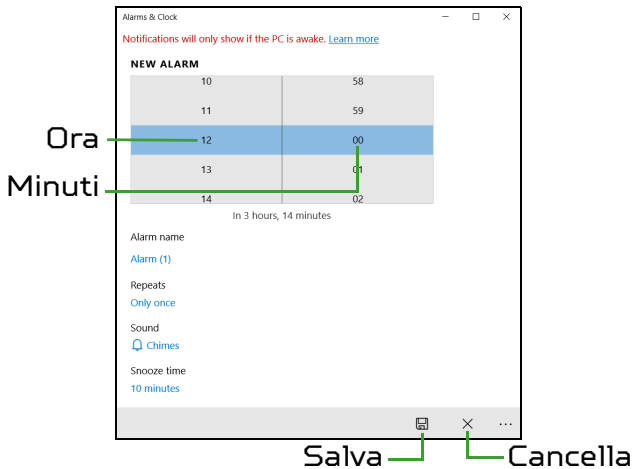 Alarms & Clock
Notifications will only show if the PC is awake. Learn more
NEW ALARM
10 58
11 59
Ora 12 00
13 01
Minuti
14 02
In 3 hours, 14 minutes
Alarm name
Alarm (1)
Repeats
Only once
Sound
Chimes
Snooze time
10 minutes
Salva Cancella